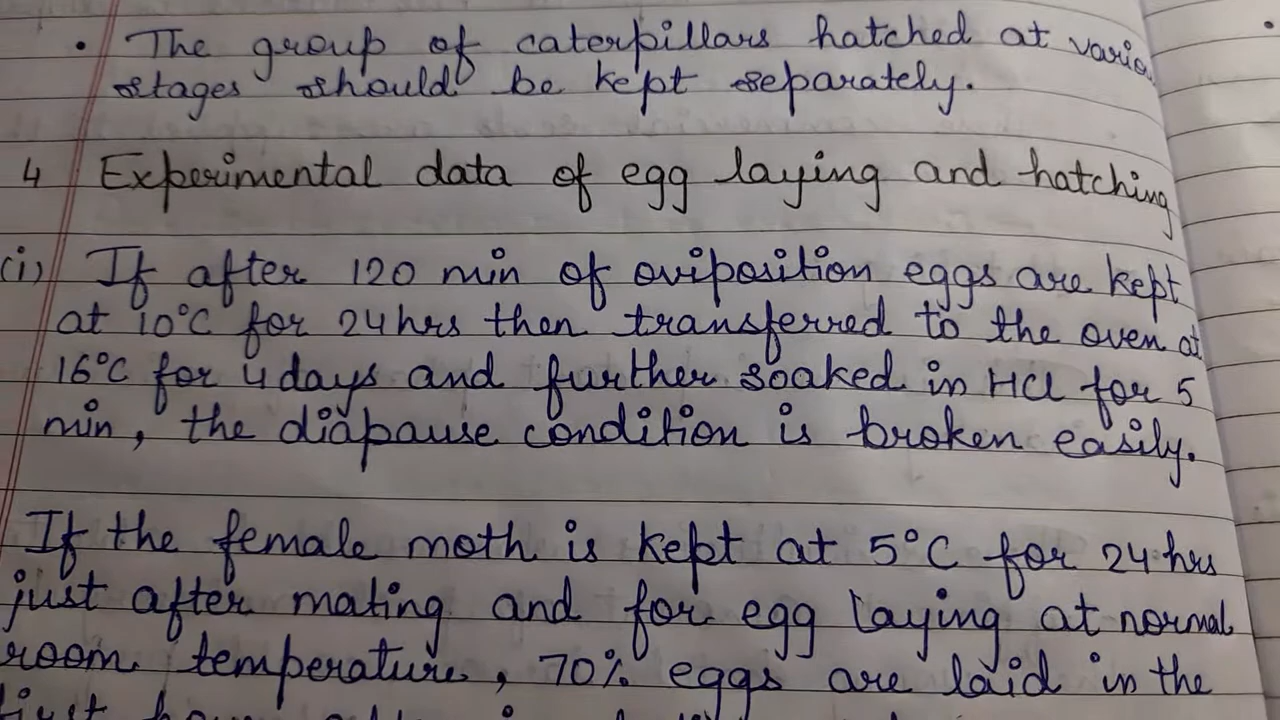 • The group of caterpillars hatched at
stages should be kept separately.
4 Experimental data of egg laying and hatching
(i) If after 120 min of oviposition eggs are kept
at 10°C for 24hrs then transferred to the oven at
16°C for 4 days and further soaked in HCl for 5
min, the diapause condition is broken easily.
If the female moth is kept at 5°C for 24 hrs
just after mating and for egg laying at normal
room temperature, 70% eggs are laid in the